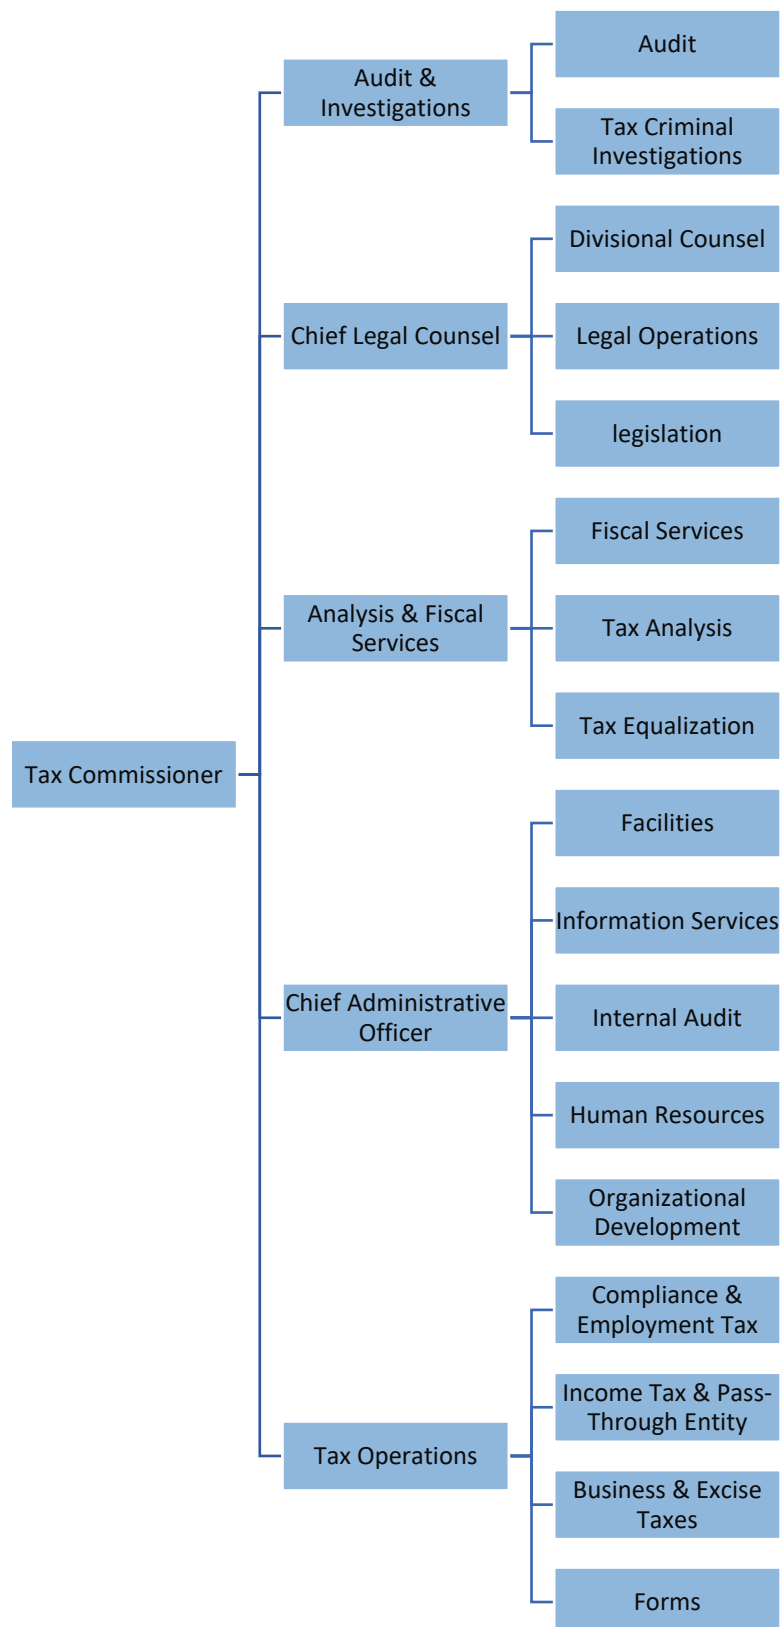 Audit
Audit &
Investigations
Tax Criminal
Investigations
Divisional Counsel
Chief Legal Counsel
Legal Operations
legislation
Fiscal Services
Analysis & Fiscal
Services
Tax Analysis
Tax Equalization
Tax Commissioner
Facilities
Information Services
Chief Administrative
Officer
Internal Audit
Human Resources
Organizational
Development
Compliance &
Employment Tax
Income Tax & Pass-
Through Entity
Tax Operations
Business & Excise
Taxes
Forms